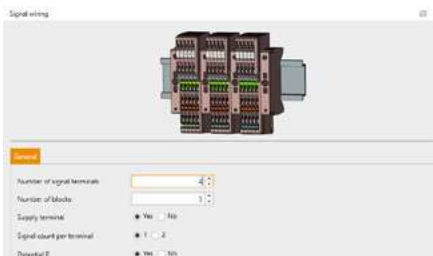 Signal wiring
General
Number of signal terminals 4
Number of blocks 3
Supply terminal Yes No
Signal count per terminal 1 2
Potential P Yes No